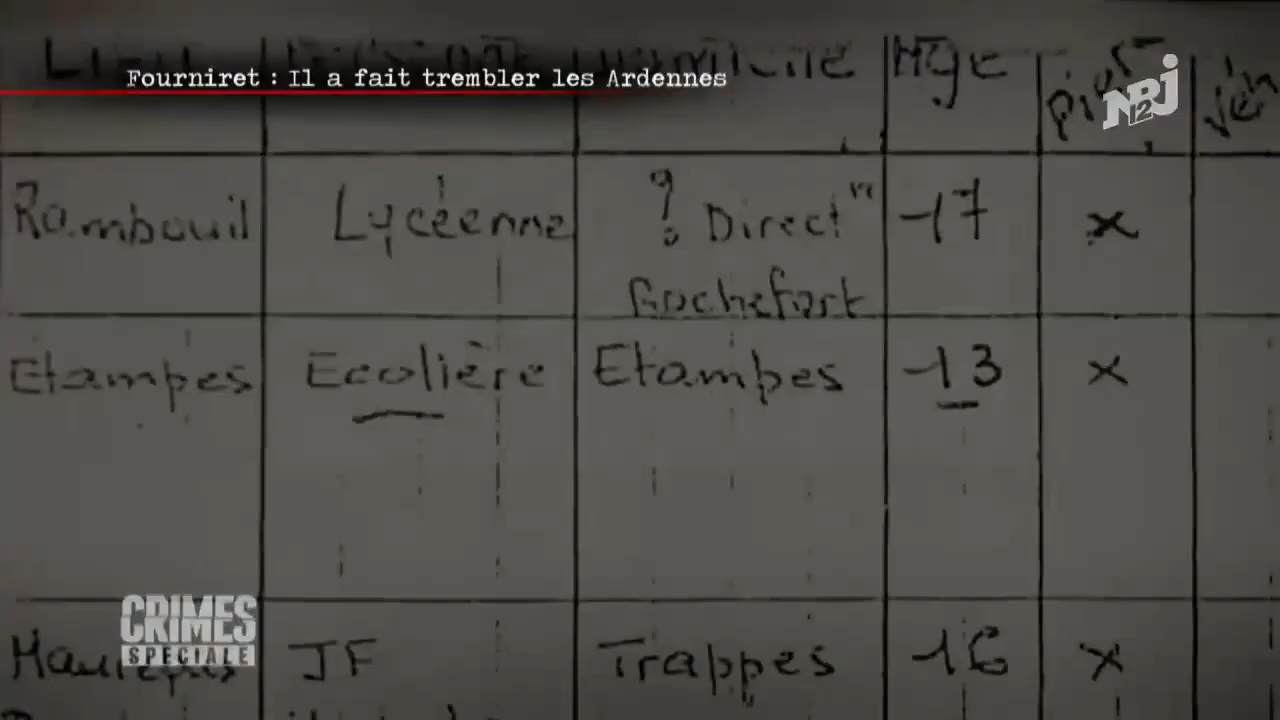 Fourniret : Il a fait trembler les Ardennes
NRJ 12
Age
Rambouil Lycéenne ? Direct" 17 x
Rochefort
Etampes Ecolière Etampes 13 x
JF Trappes 16 x
CRIMES
SPECIALE